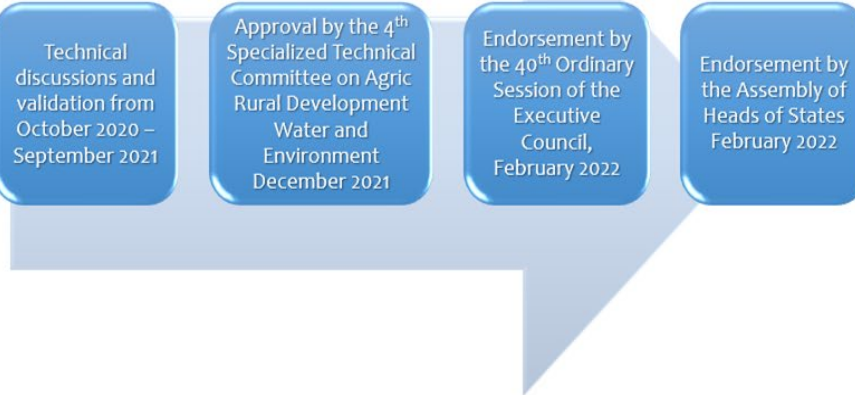 Technical
discussions and
validation from
October 2020 –
September 2021
Approval by the 4th
Specialized Technical
Committee on Agric
Rural Development
Water and
Environment
December 2021
Endorsement by
the 40th Ordinary
Session of the
Executive
Council,
February 2022
Endorsement by
the Assembly of
Heads of States
February 2022